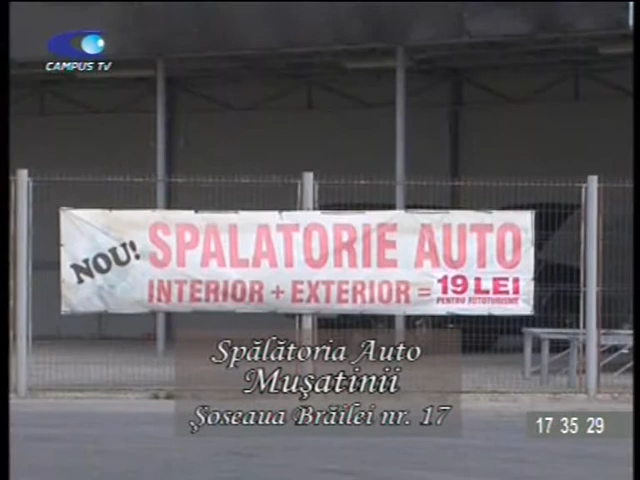 CAMPUS TV
NOU!
SPALATORIE AUTO
INTERIOR + EXTERIOR = 19 LEI
PENTRU AUTOTURISME
Spălătoria Auto
Muşatinii
Şoseaua Brăilei nr. 17
17 35 29